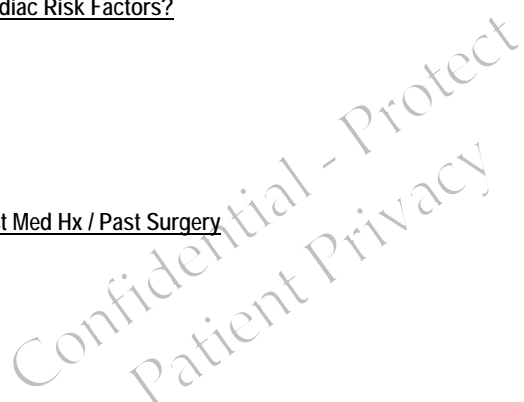 diac Risk Factors?
t Med Hx / Past Surgery
Confidential - Protect
Patient Privacy